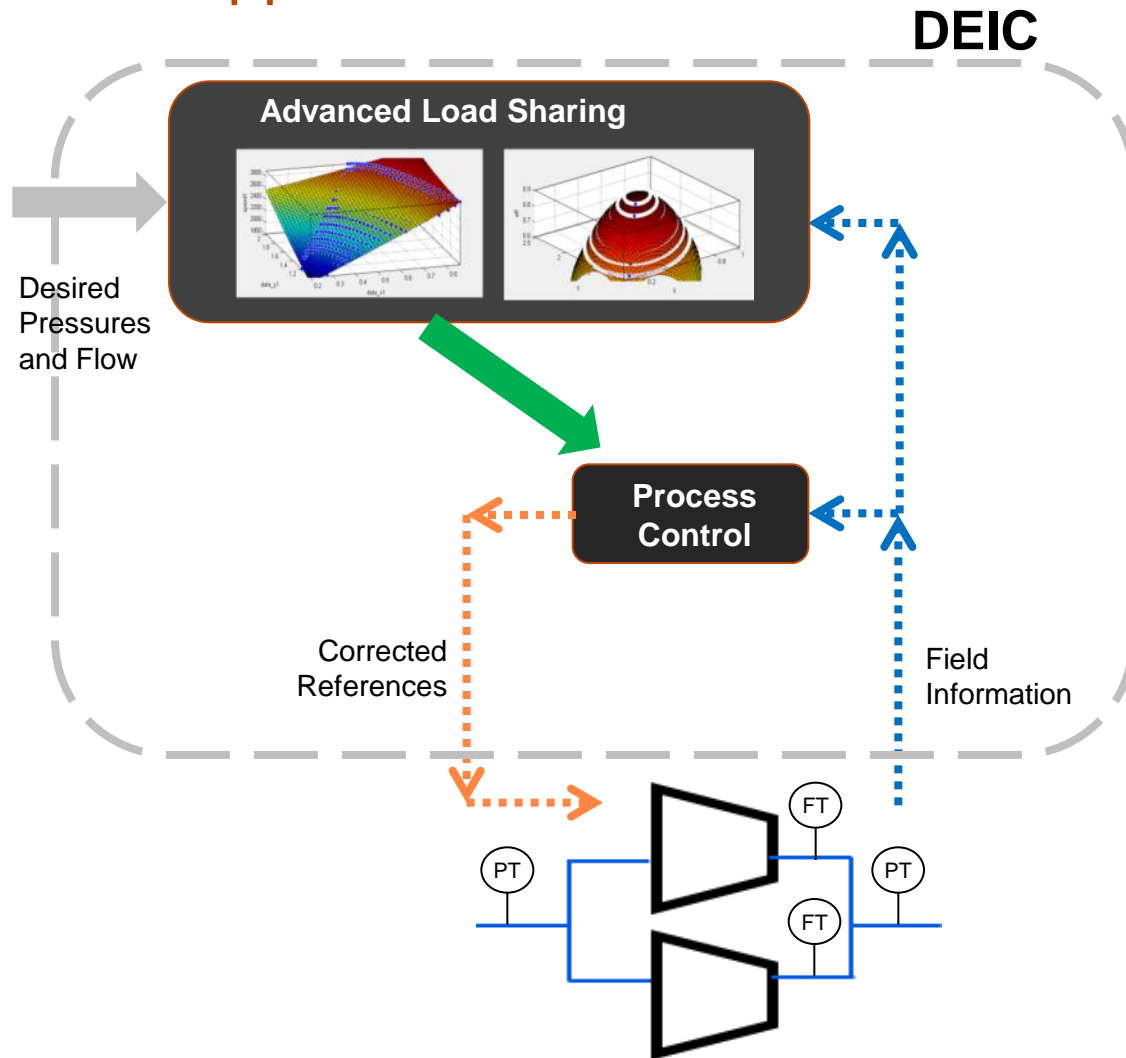 DEIC
Advanced Load Sharing
Desired
Pressures
and Flow
Process
Control
Corrected
References
Field
Information
FT
PT
PT
FT